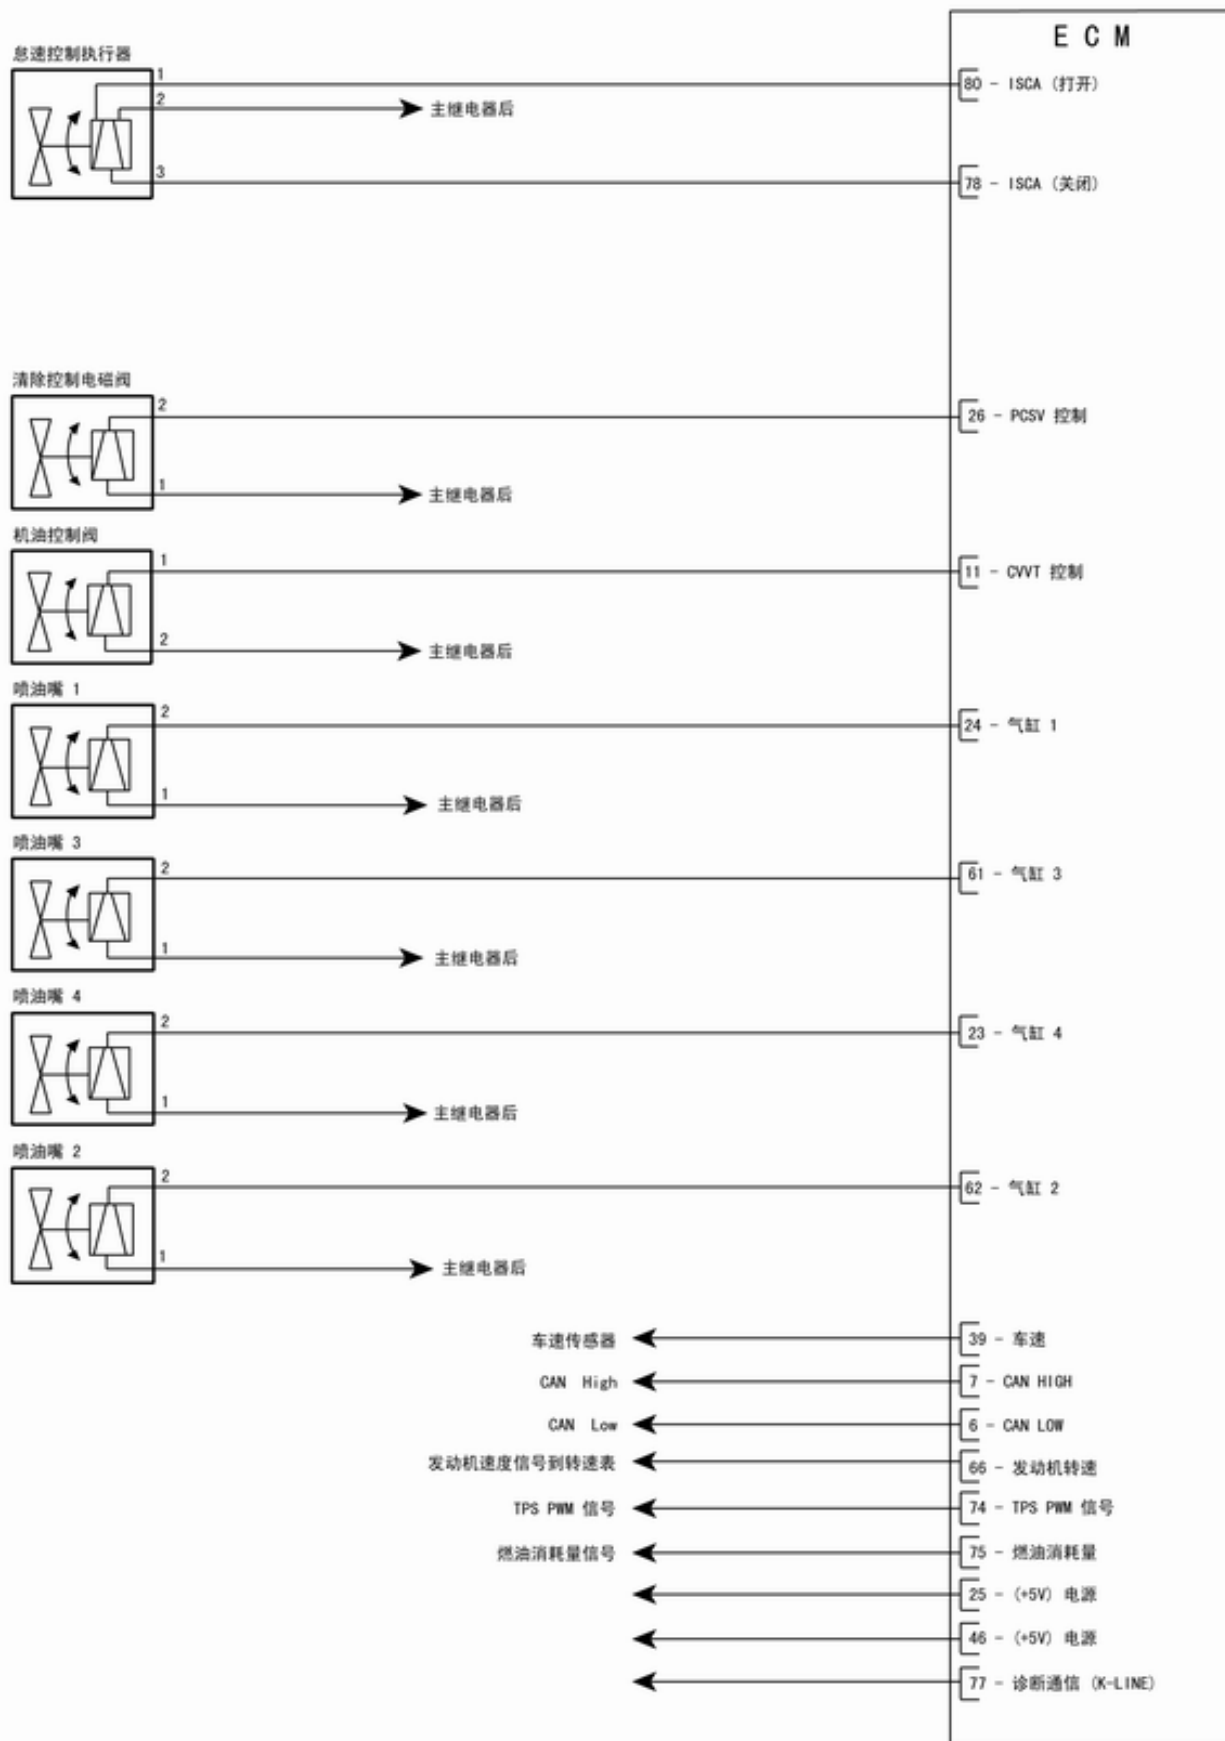 ECM
怠速控制执行器
1
80 - ISCA (打开)
2
主继电器后
3
78 - ISCA (关闭)
清除控制电磁阀
2
26 - PCSV 控制
1
主继电器后
机油控制阀
1
11 - CVVT 控制
2
主继电器后
喷油嘴 1
2
24 - 气缸 1
1
主继电器后
喷油嘴 3
2
61 - 气缸 3
1
主继电器后
喷油嘴 4
2
23 - 气缸 4
1
主继电器后
喷油嘴 2
2
62 - 气缸 2
1
主继电器后
车速传感器
39 - 车速
CAN High
7 - CAN HIGH
CAN Low
6 - CAN LOW
发动机速度信号到转速表
66 - 发动机转速
TPS PWM 信号
74 - TPS PWM 信号
燃油消耗量信号
75 - 燃油消耗量
25 - (+5V) 电源
46 - (+5V) 电源
77 - 诊断通信 (K-LINE)